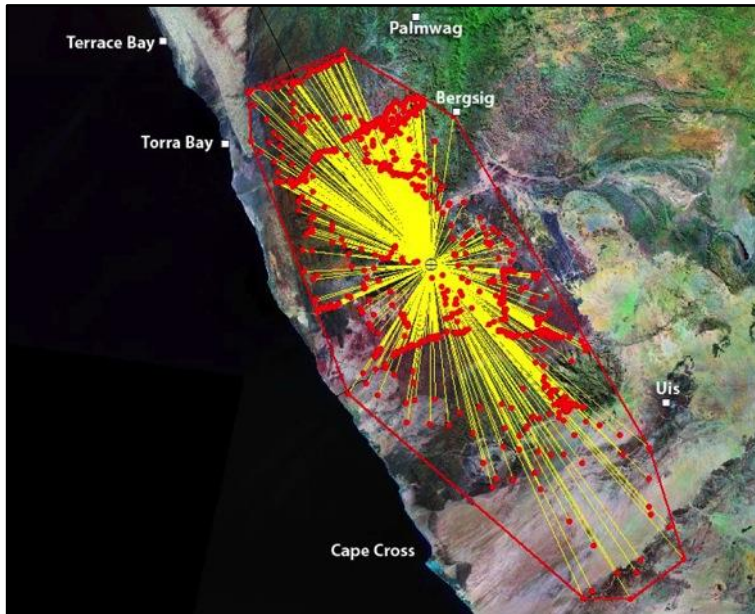 Palmwag
Terrace Bay
Bergsig
Torra Bay
Uis
Cape Cross